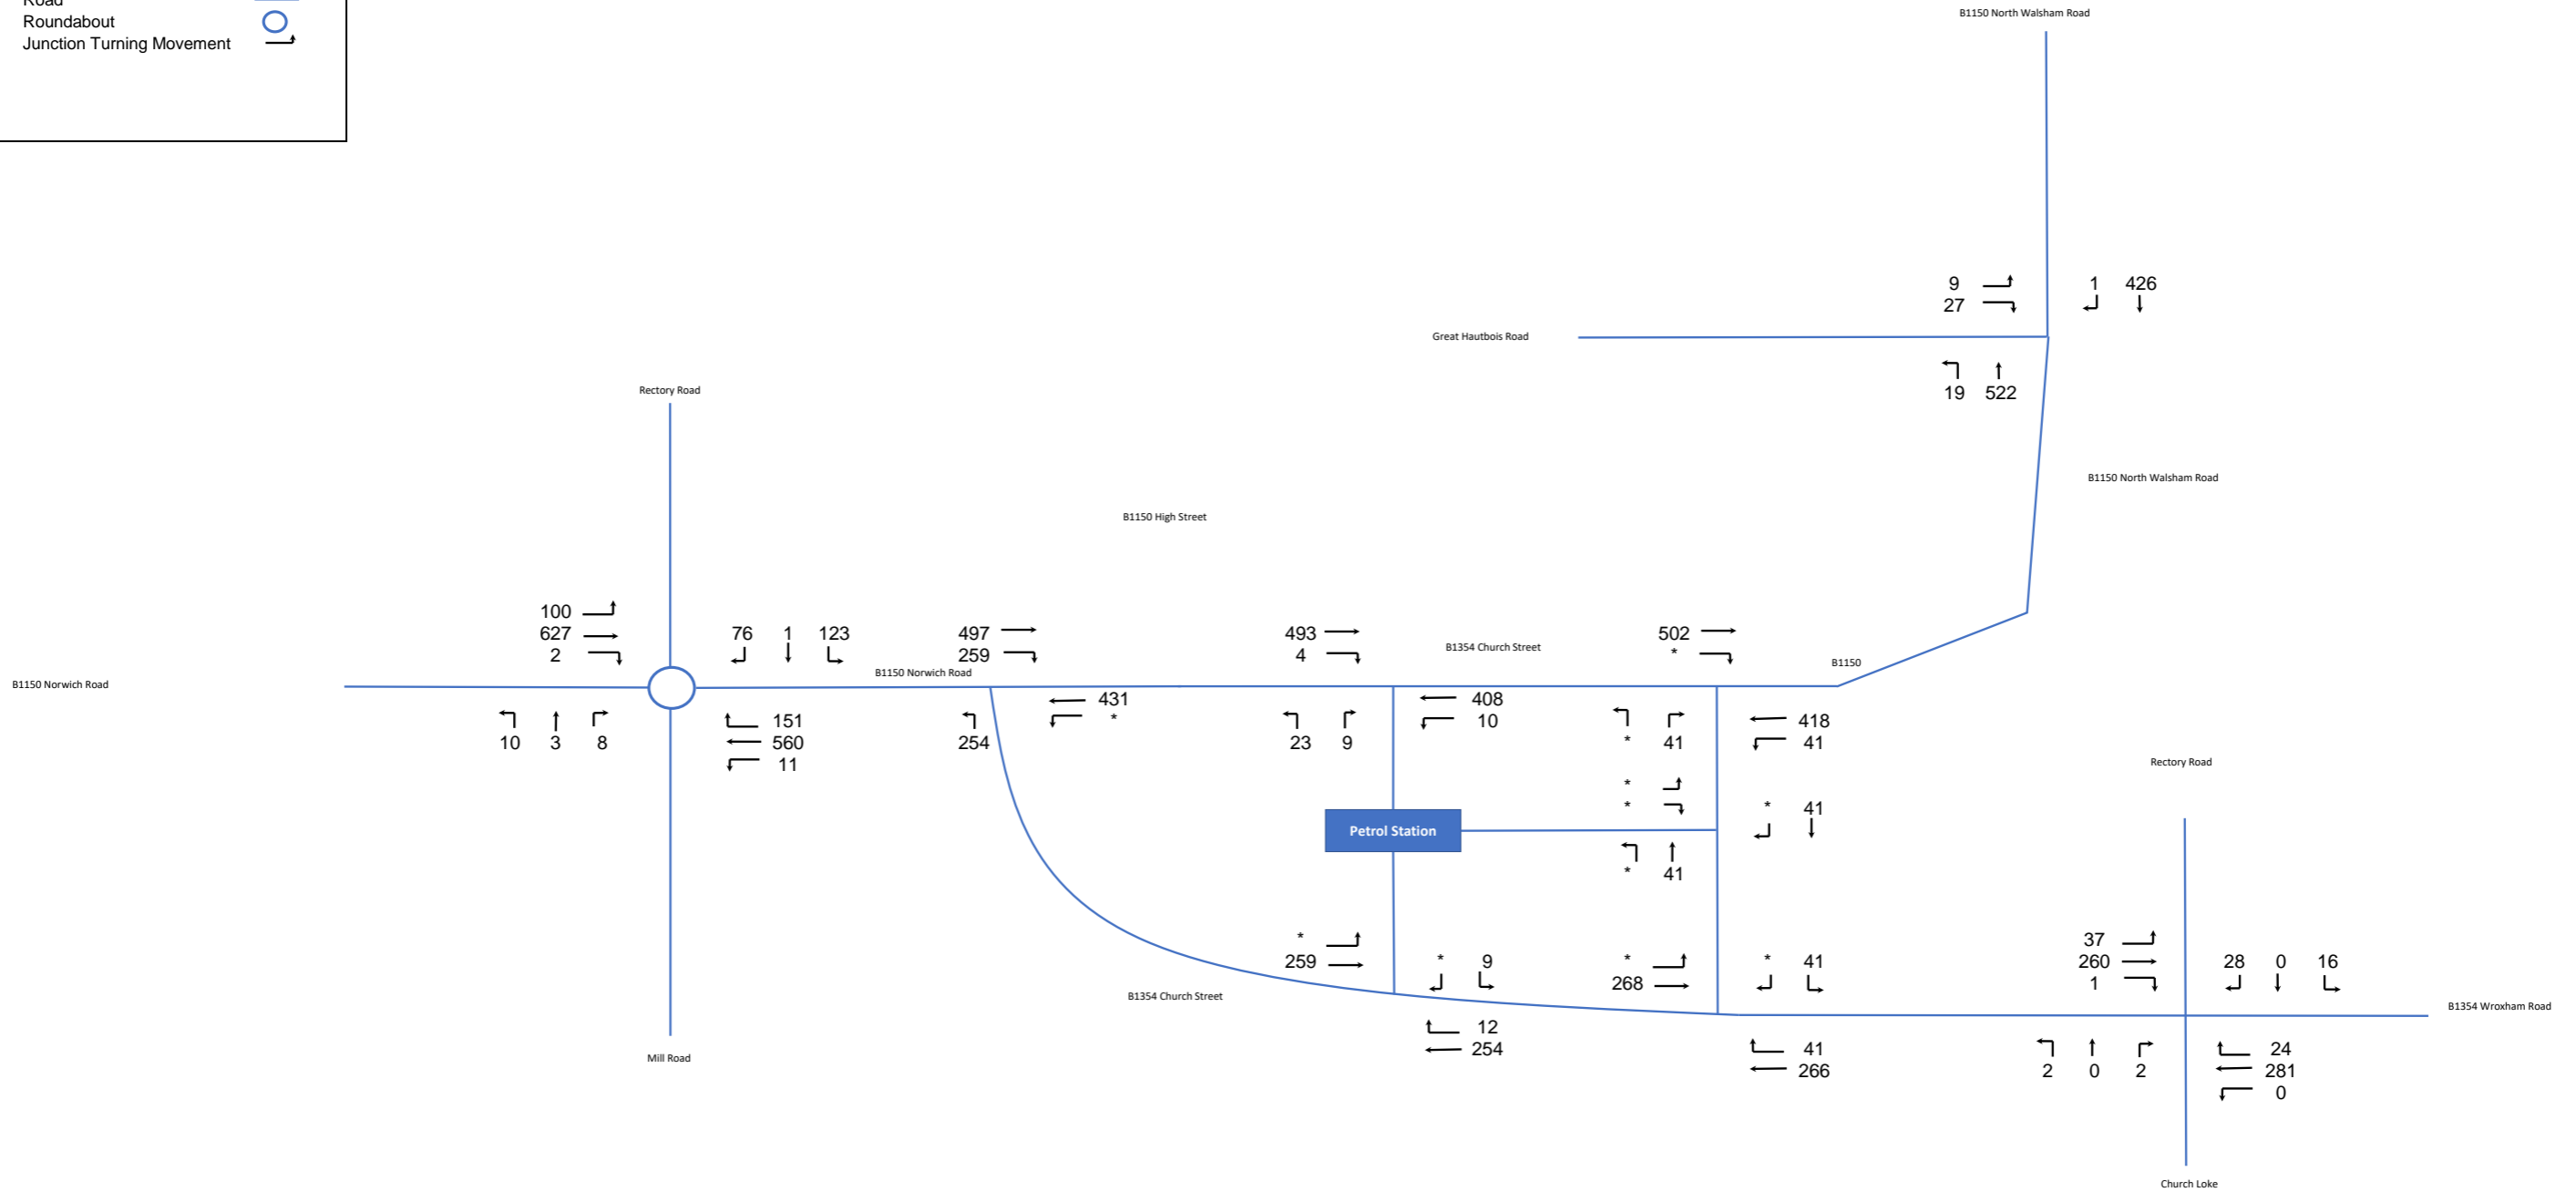 Road
Roundabout
Junction Turning Movement
B1150 North Walsham Road
9
27
1 426
Great Hautbois Road
19 522
Rectory Road
B1150 North Walsham Road
B1150 High Street
100
627
2
76 1 123
497
259
493
4
B1354 Church Street
502
*
B1150
B1150 Norwich Road
B1150 Norwich Road
10 3 8
151
560
11
254
431
*
23 9
408
10
* 41
418
41
Rectory Road
*
*
* 41
Petrol Station
* 41
*
259
* 9
*
268
* 41
37
260
1
28 0 16
B1354 Church Street
B1354 Wroxham Road
12
254
41
266
2 0 2
24
281
0
Mill Road
Church Loke